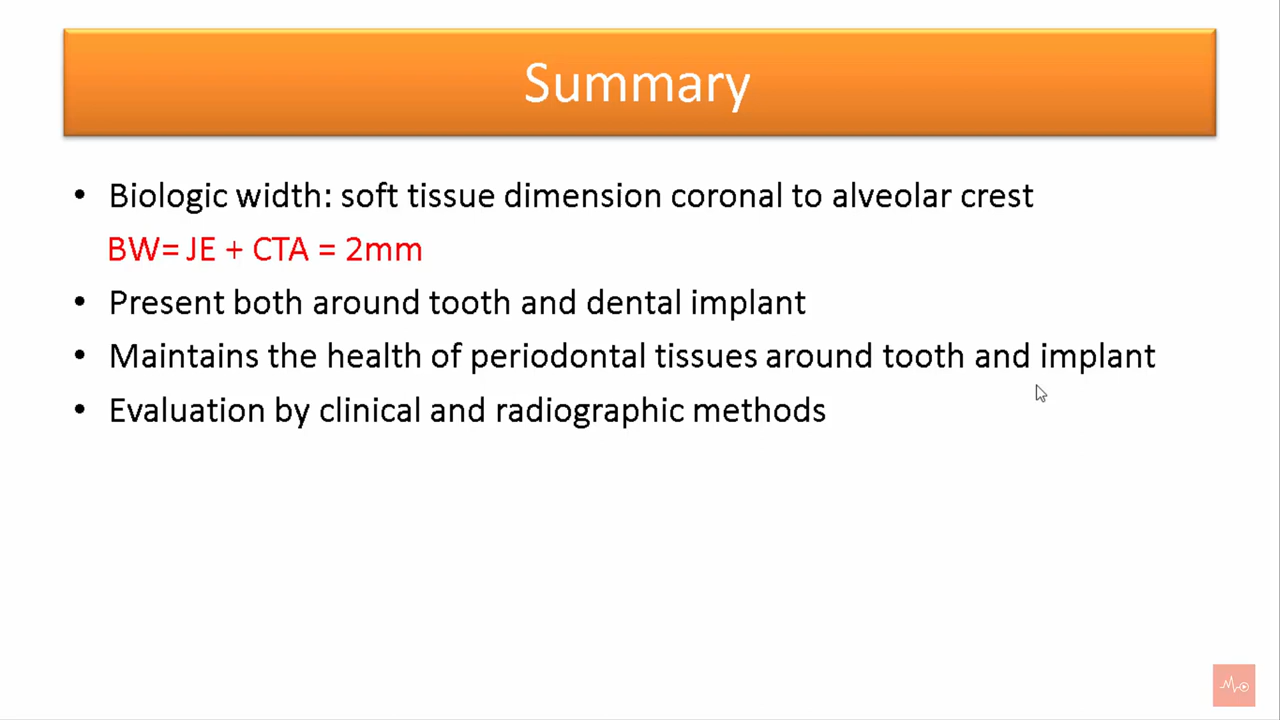 Summary
• Biologic width: soft tissue dimension coronal to alveolar crest
BW= JE + CTA = 2mm
• Present both around tooth and dental implant
• Maintains the health of periodontal tissues around tooth and implant
• Evaluation by clinical and radiographic methods